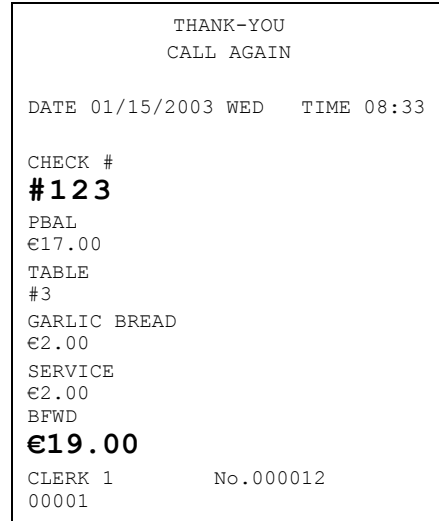 THANK-YOU
CALL AGAIN
DATE 01/15/2003 WED TIME 08:33
CHECK #
#123
PBAL
€17.00
TABLE
#3
GARLIC BREAD
€2.00
SERVICE
€2.00
BFWD
€19.00
CLERK 1 No.000012
00001